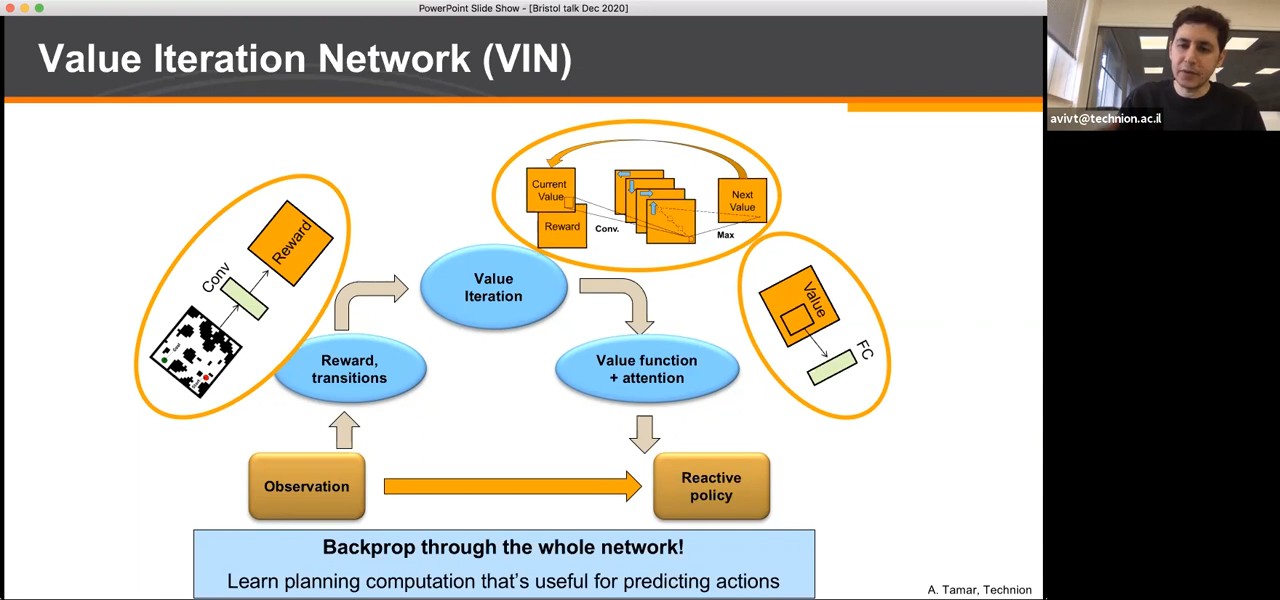 PowerPoint Slide Show - [Bristol talk Dec 2020]
Value Iteration Network (VIN)
avivt@technion.ac.il
Current
Value
Reward
Conv.
Max
Next
Value
Conv
Reward
Value
Iteration
Value
FC
Reward,
transitions
Value function
+ attention
Observation
Reactive
policy
Backprop through the whole network!
Learn planning computation that's useful for predicting actions
A. Tamar, Technion